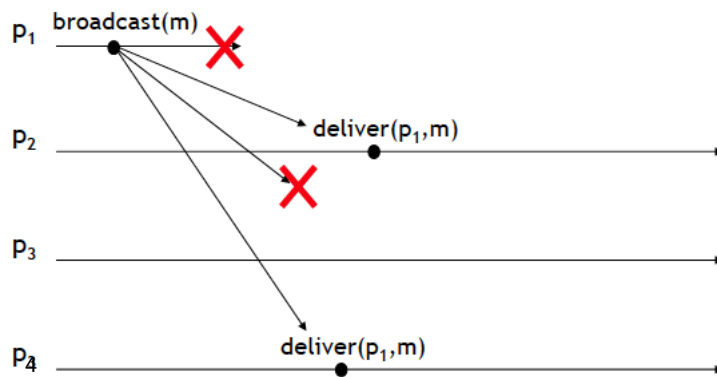 broadcast(m)
p₁
deliver(p₁,m)
p₂
p₃
deliver(p₁,m)
p₄